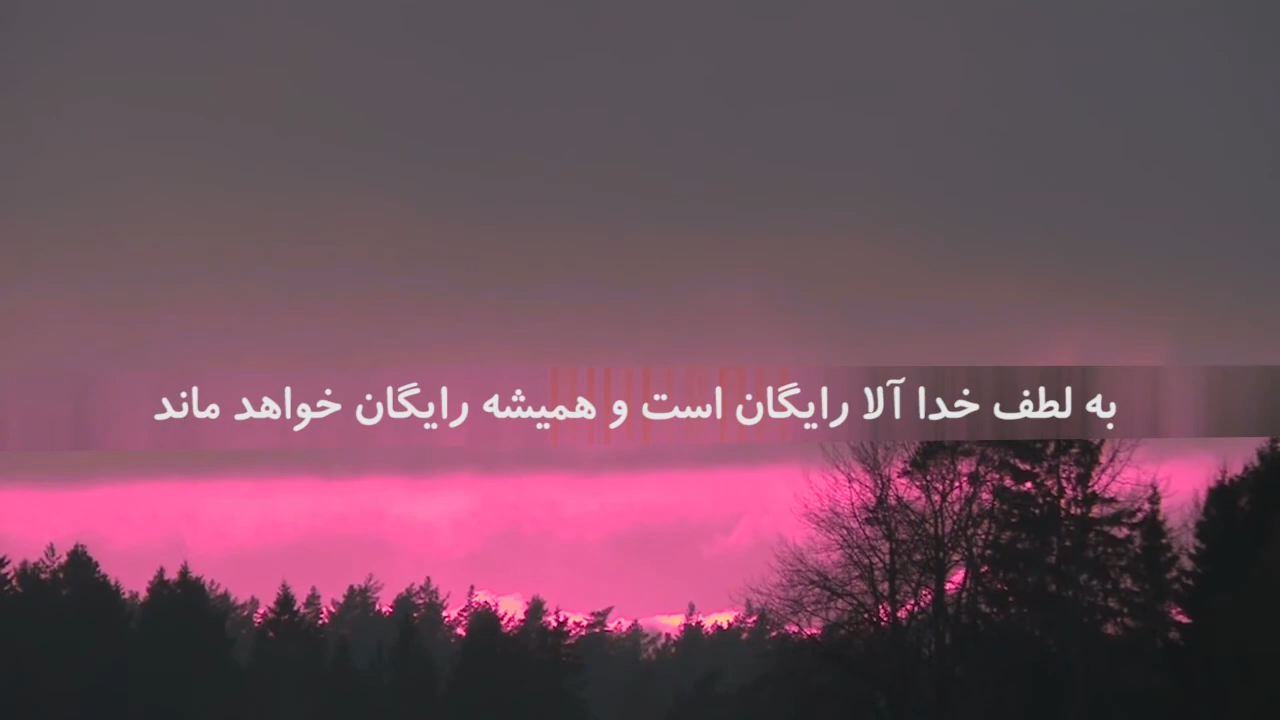 به لطف خدا آلا رایگان است و همیشه رایگان خواهد ماند